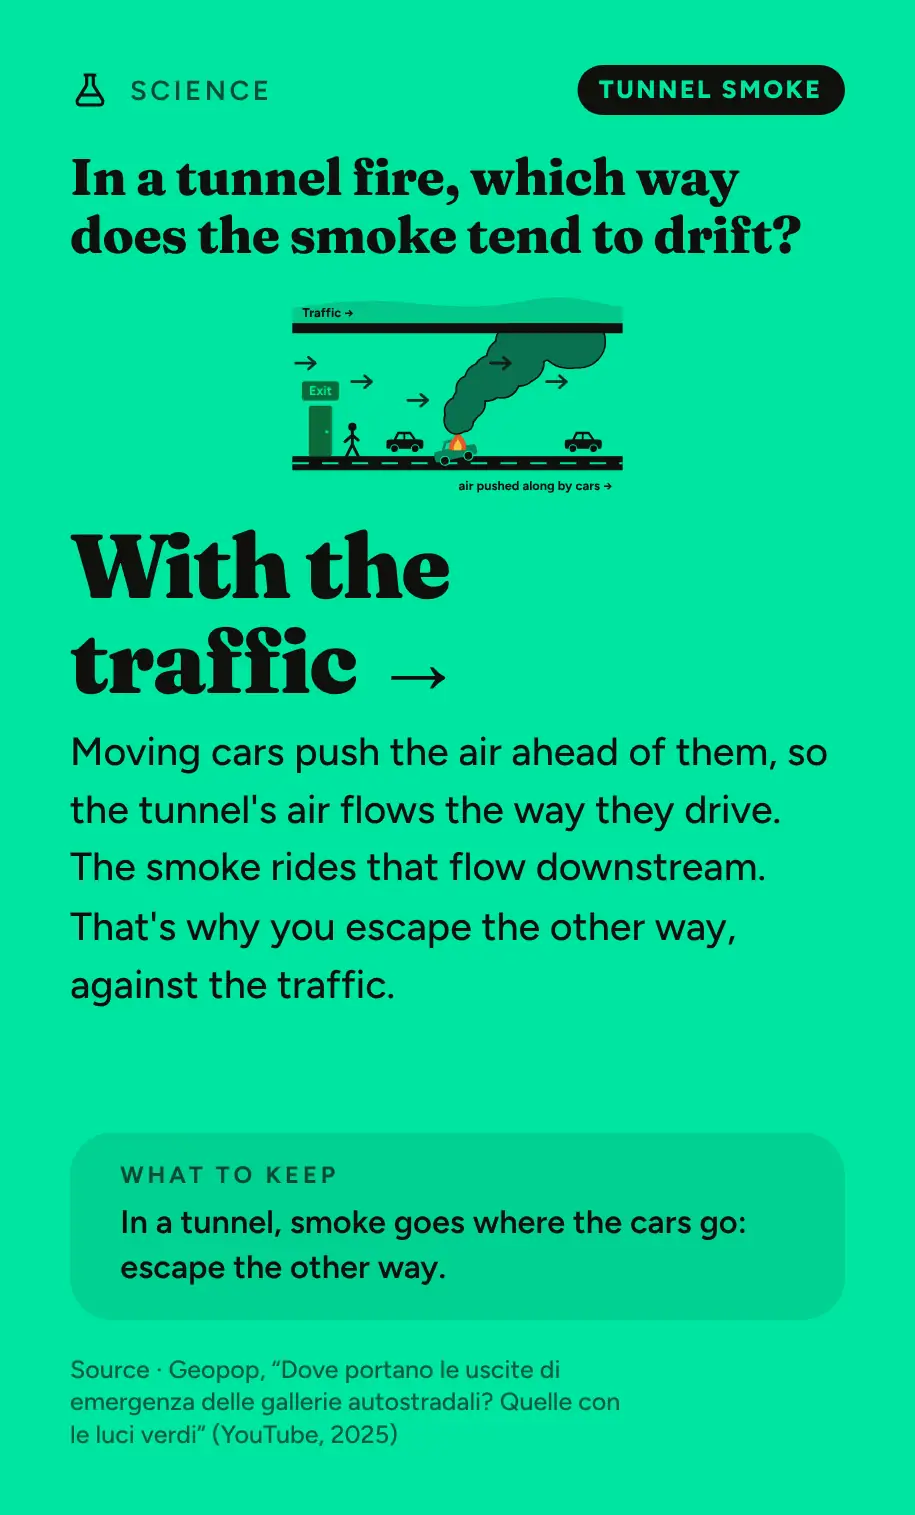 SCIENCE
TUNNEL SMOKE
In a tunnel fire, which way
does the smoke tend to drift?
Traffic →
Exit
air pushed along by cars →
With the
traffic →
Moving cars push the air ahead of them, so
the tunnel's air flows the way they drive.
The smoke rides that flow downstream.
That's why you escape the other way,
against the traffic.
WHAT TO KEEP
In a tunnel, smoke goes where the cars go:
escape the other way.
Source · Geopop, “Dove portano le uscite di
emergenza delle gallerie autostradali? Quelle con
le luci verdi” (YouTube, 2025)